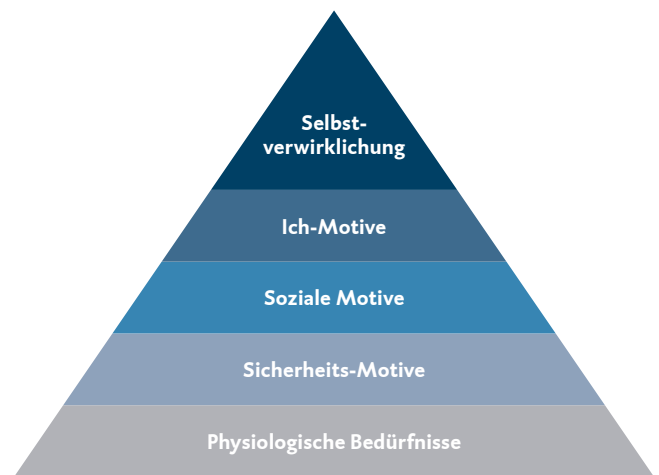 Selbst-
verwirklichung
Ich-Motive
Soziale Motive
Sicherheits-Motive
Physiologische Bedürfnisse